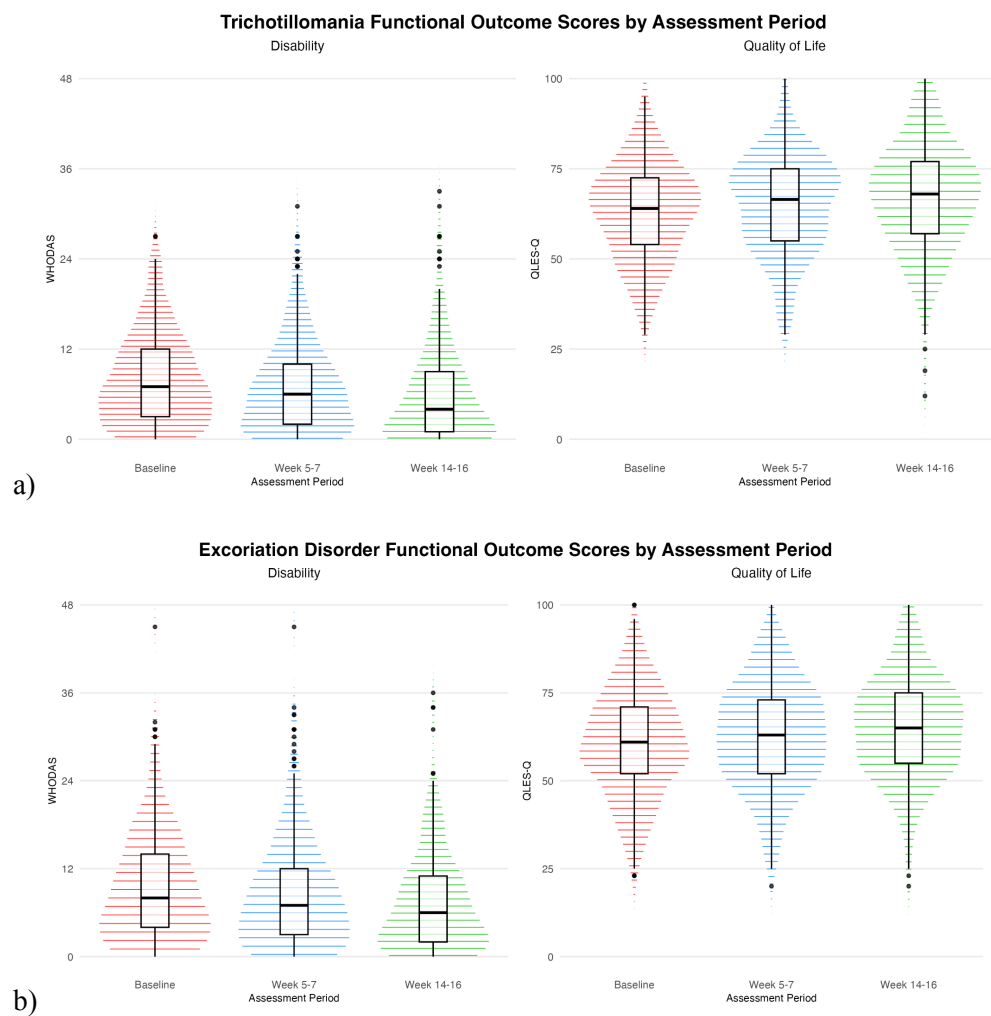 Trichotillomania Functional Outcome Scores by Assessment Period
Disability
Quality of Life
48
36
24
12
0
WHODAS
Baseline
Week 5-7
Week 14-16
Assessment Period
100
75
50
25
0
QLES-Q
Baseline
Week 5-7
Week 14-16
Assessment Period
a)
Excoriation Disorder Functional Outcome Scores by Assessment Period
Disability
Quality of Life
48
36
24
12
0
WHODAS
Baseline
Week 5-7
Week 14-16
Assessment Period
100
75
50
25
0
QLES-Q
Baseline
Week 5-7
Week 14-16
Assessment Period
b)